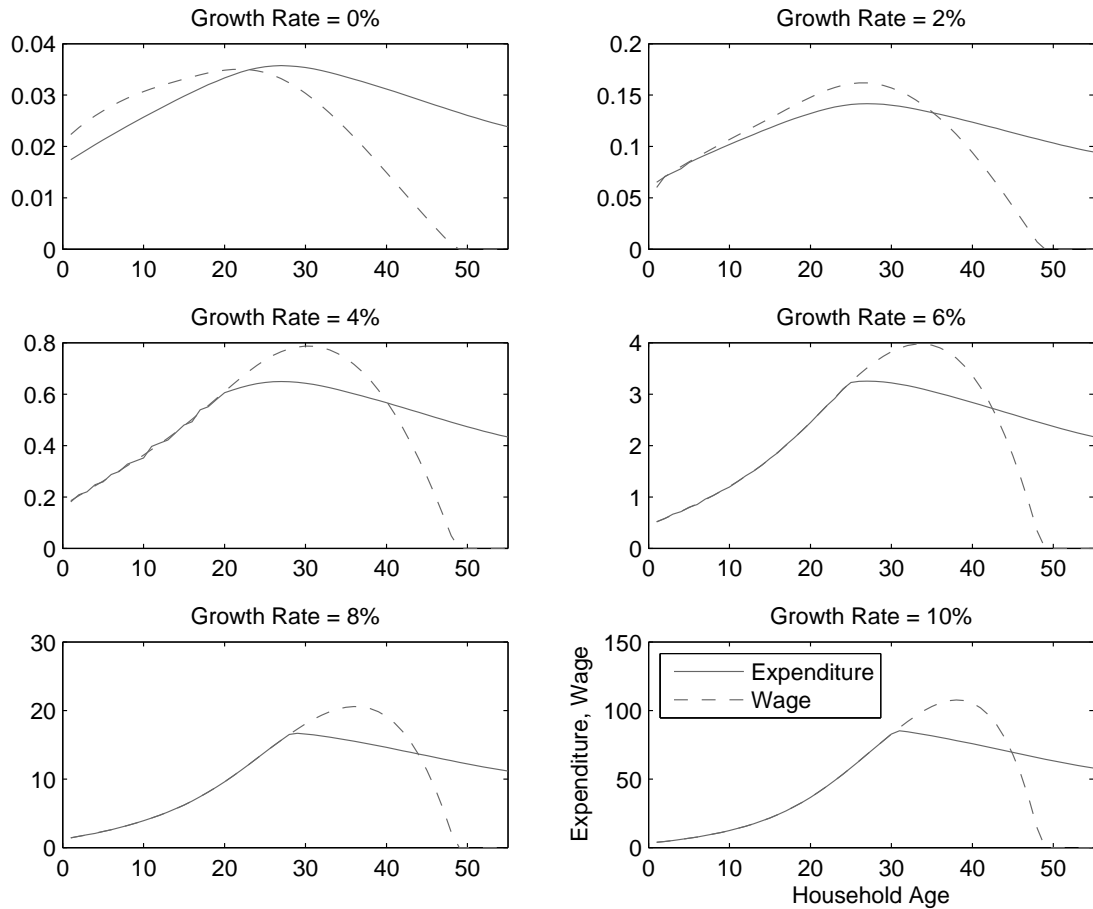 Growth Rate = 0%
0.04
0.03
0.02
0.01
0
0 10 20 30 40 50
Growth Rate = 2%
0.2
0.15
0.1
0.05
0
0 10 20 30 40 50
Growth Rate = 4%
0.8
0.6
0.4
0.2
0
0 10 20 30 40 50
Growth Rate = 6%
4
3
2
1
0
0 10 20 30 40 50
Growth Rate = 8%
30
20
10
0
0 10 20 30 40 50
Growth Rate = 10%
Expenditure, Wage
150
100
50
0
Expenditure
Wage
0 10 20 30 40 50
Household Age